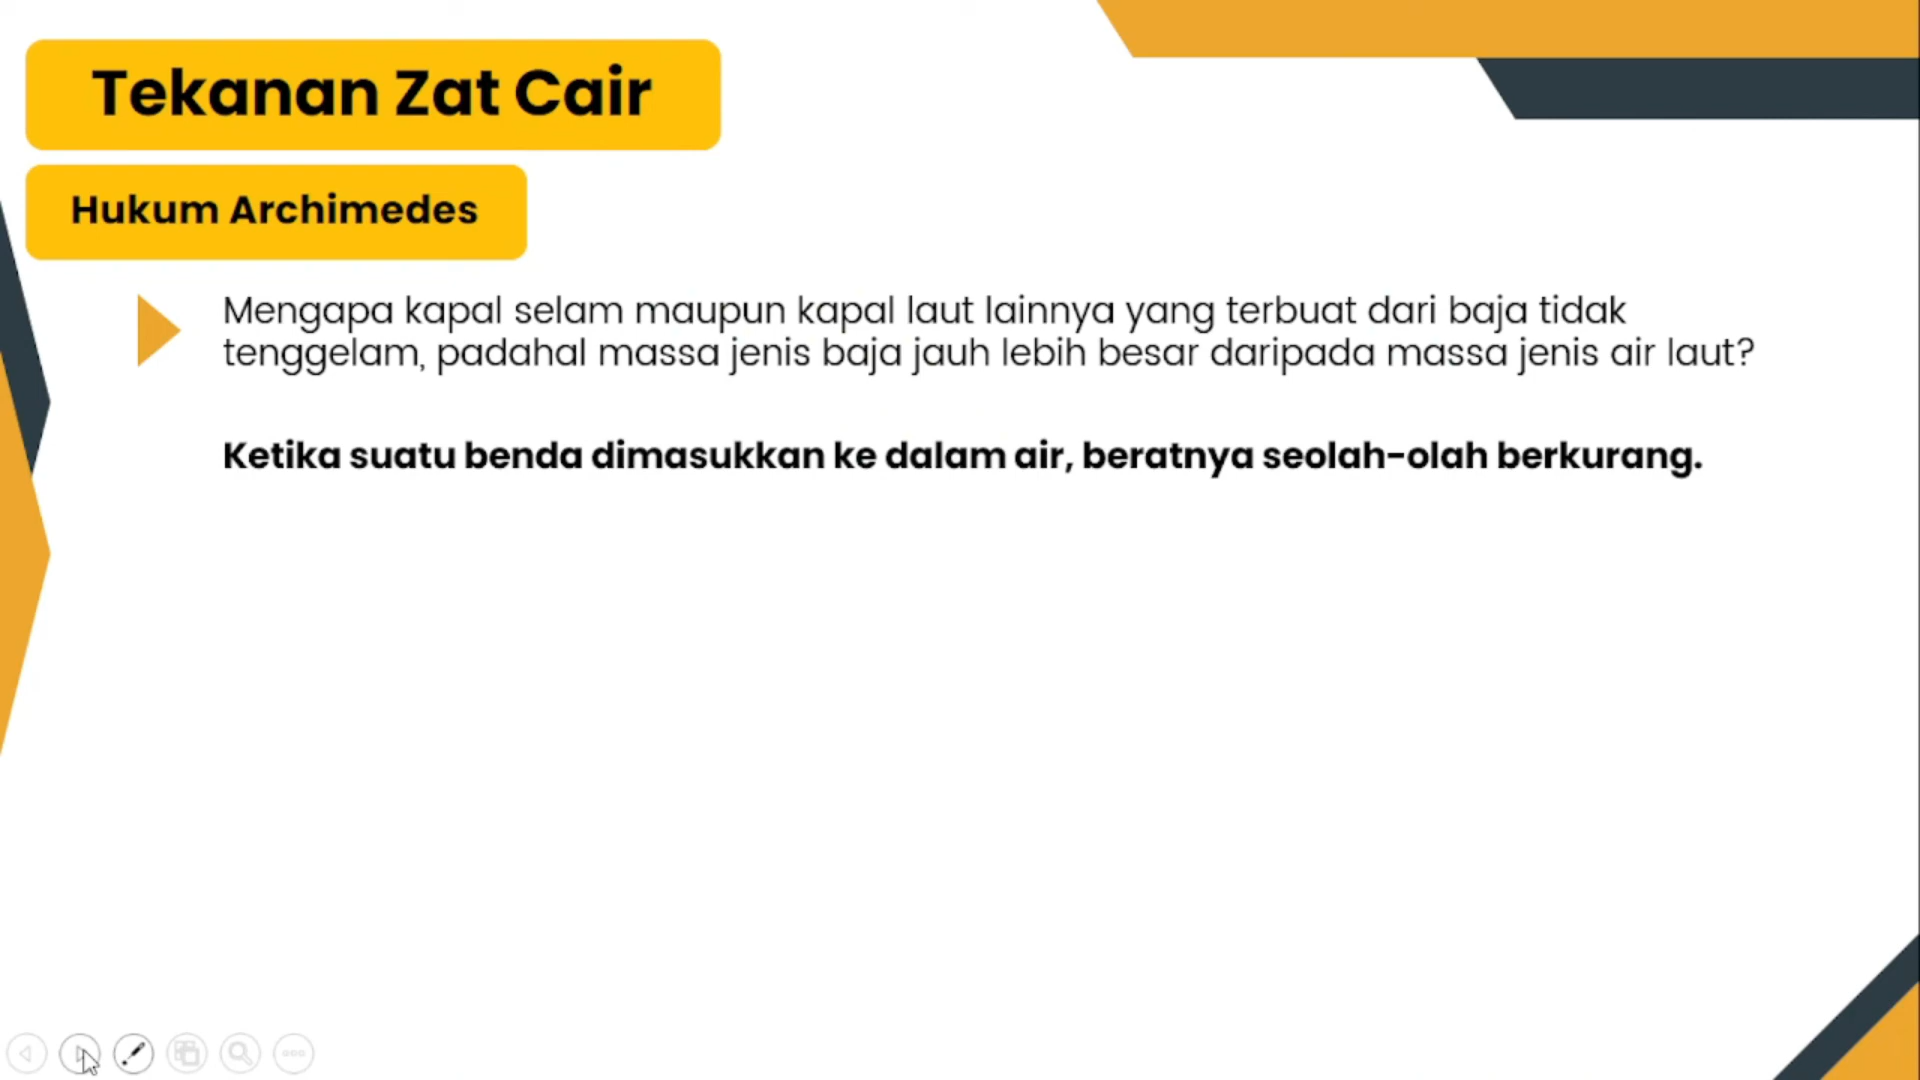 Tekanan Zat Cair
Hukum Archimedes
Mengapa kapal selam maupun kapal laut lainnya yang terbuat dari baja tidak
tenggelam, padahal massa jenis baja jauh lebih besar daripada massa jenis air laut?
Ketika suatu benda dimasukkan ke dalam air, beratnya seolah-olah berkurang.